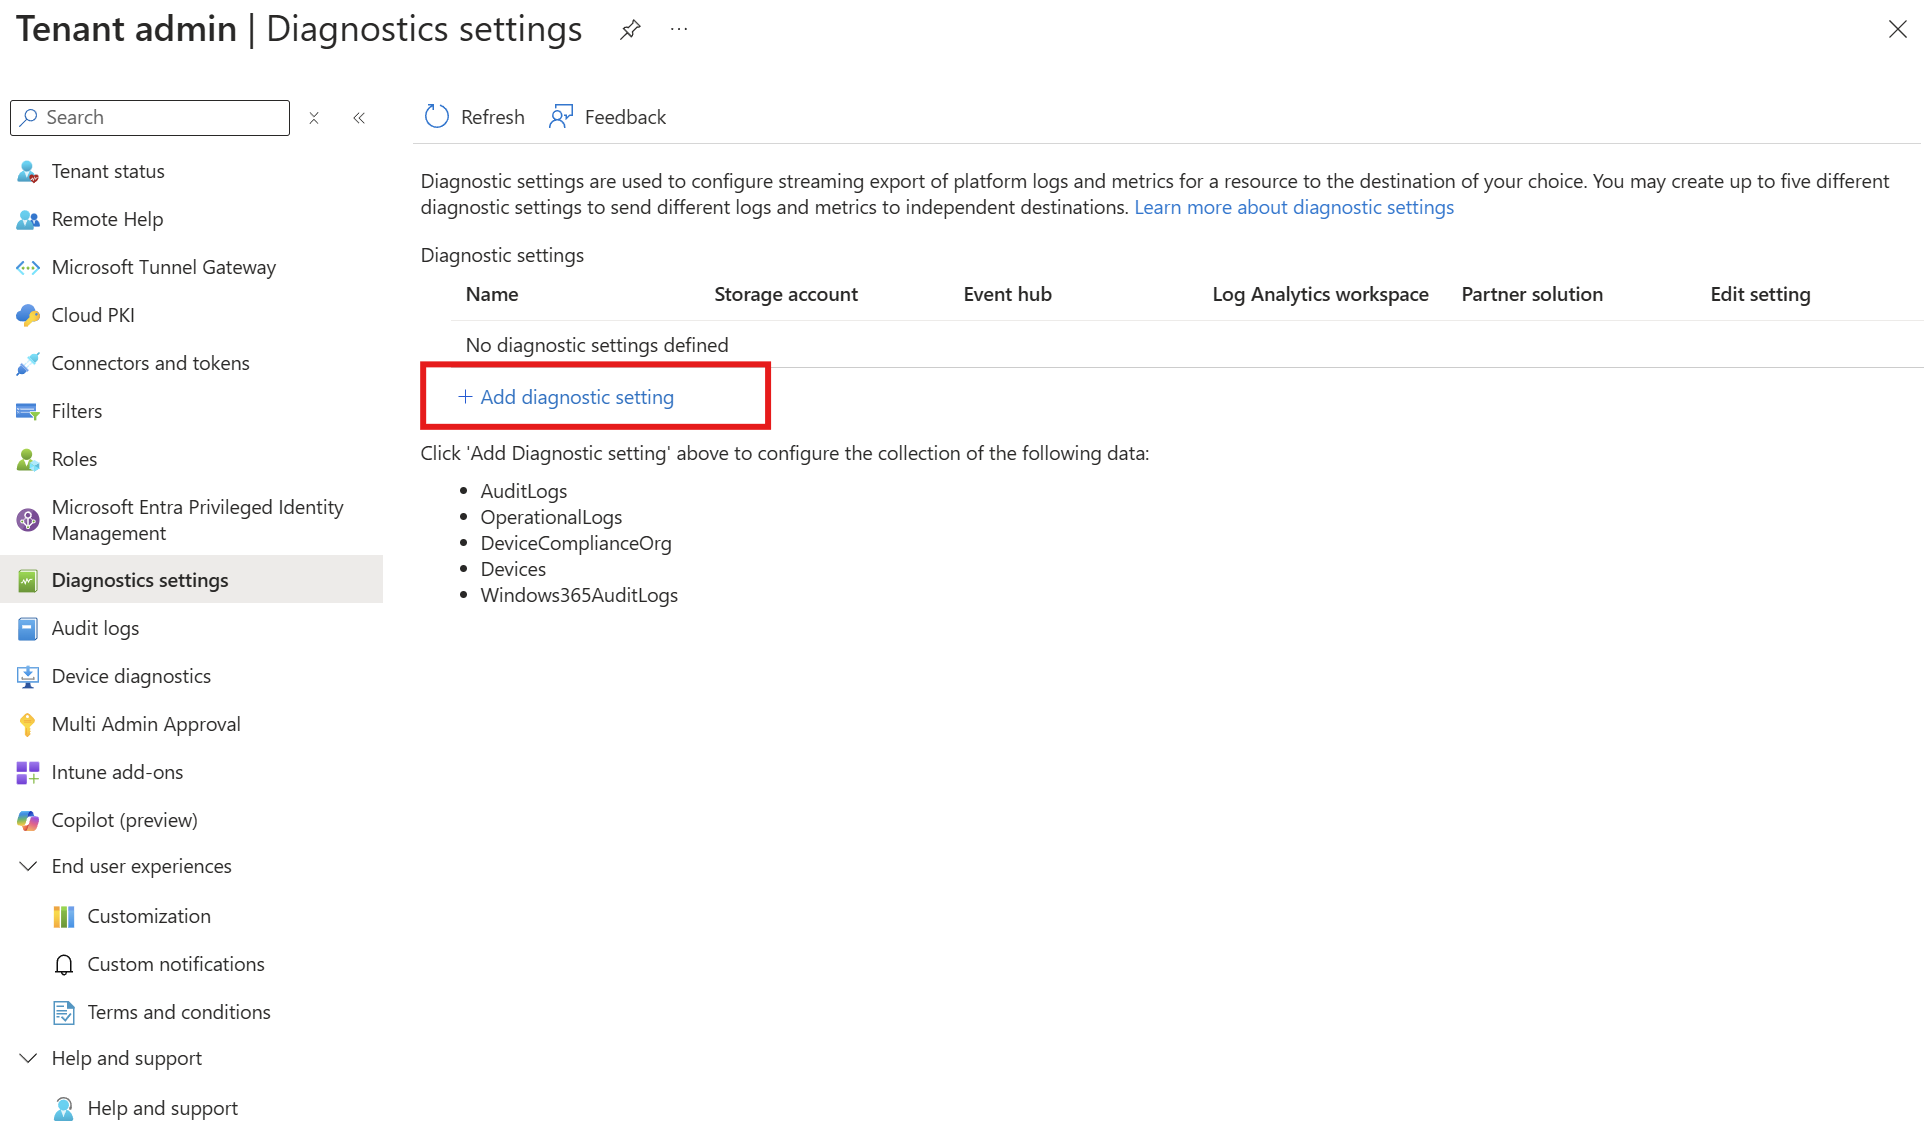 Tenant admin | Diagnostics settings
Search
Refresh
Feedback
Tenant status
Remote Help
Microsoft Tunnel Gateway
Cloud PKI
Connectors and tokens
Filters
Roles
Microsoft Entra Privileged Identity
Management
Diagnostics settings
Audit logs
Device diagnostics
Multi Admin Approval
Intune add-ons
Copilot (preview)
End user experiences
Customization
Custom notifications
Terms and conditions
Help and support
Help and support
Diagnostic settings are used to configure streaming export of platform logs and metrics for a resource to the destination of your choice. You may create up to five different
diagnostic settings to send different logs and metrics to independent destinations. Learn more about diagnostic settings
Diagnostic settings
Name Storage account Event hub Log Analytics workspace Partner solution Edit setting
No diagnostic settings defined
+ Add diagnostic setting
Click 'Add Diagnostic setting' above to configure the collection of the following data:
• AuditLogs
• OperationalLogs
• DeviceComplianceOrg
• Devices
• Windows365AuditLogs